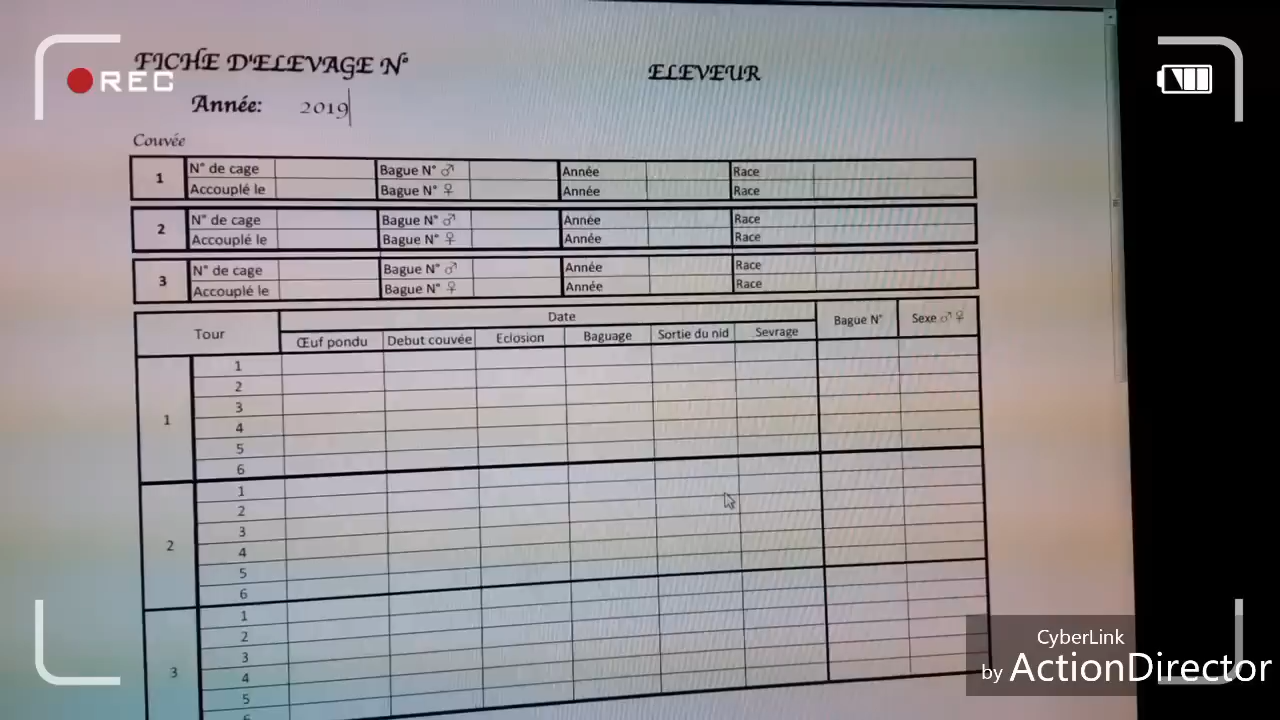 FICHE D'ELEVAGE N°
ELEVEUR
REC
Année: 2019
Couvée
1 N° de cage Bague N° ♂ Année Race
Accouplé le Bague N° ♀ Année Race
2 N° de cage Bague N° ♂ Année Race
Accouplé le Bague N° ♀ Année Race
3 N° de cage Bague N° ♂ Année Race
Accouplé le Bague N° ♀ Année Race
Tour Date Bague N° Sexe ♂ ♀
Œuf pondu Debut couvée Eclosion Baguage Sortie du nid Sevrage
1
1
2
3
4
5
6
2
1
2
3
4
5
6
3
1
2
3
4
5
6
CyberLink
by ActionDirector